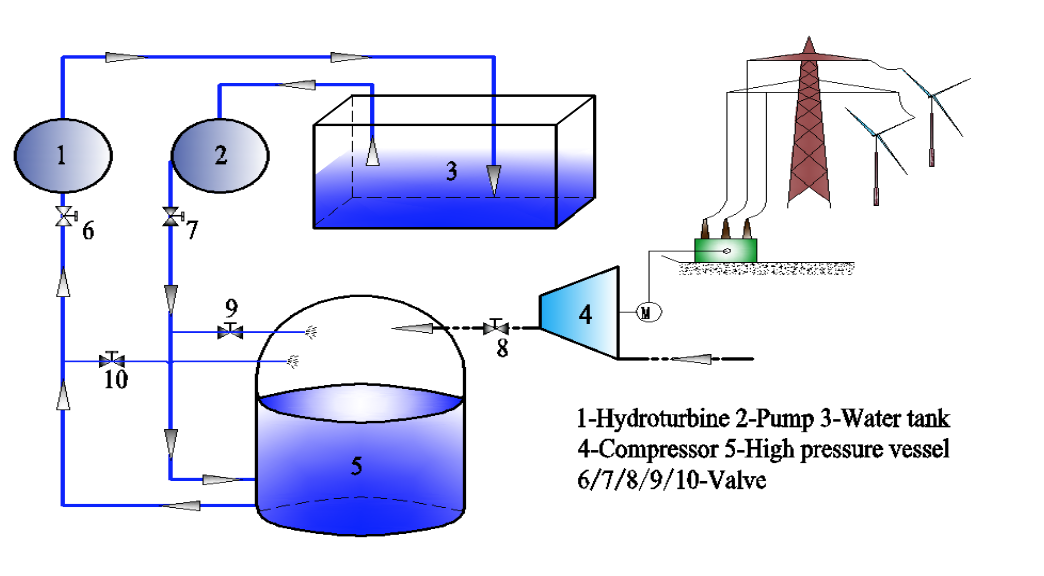 1
2
3
6
7
9
8
10
4
M
5
1-Hydroturbine 2-Pump 3-Water tank
4-Compressor 5-High pressure vessel
6/7/8/9/10-Valve